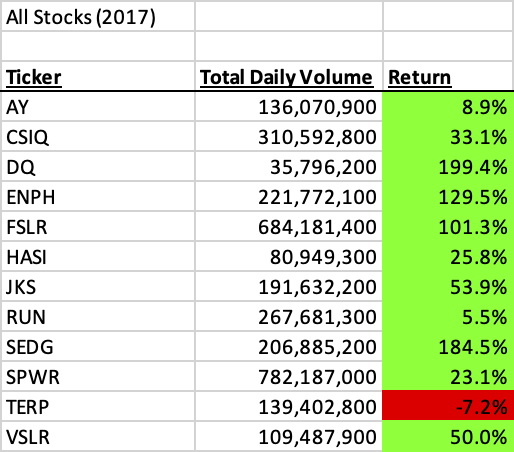 All Stocks (2017)
Ticker Total Daily Volume Return
AY 136,070,900 8.9%
CSIQ 310,592,800 33.1%
DQ 35,796,200 199.4%
ENPH 221,772,100 129.5%
FSLR 684,181,400 101.3%
HASI 80,949,300 25.8%
JKS 191,632,200 53.9%
RUN 267,681,300 5.5%
SEDG 206,885,200 184.5%
SPWR 782,187,000 23.1%
TERP 139,402,800 -7.2%
VSLR 109,487,900 50.0%